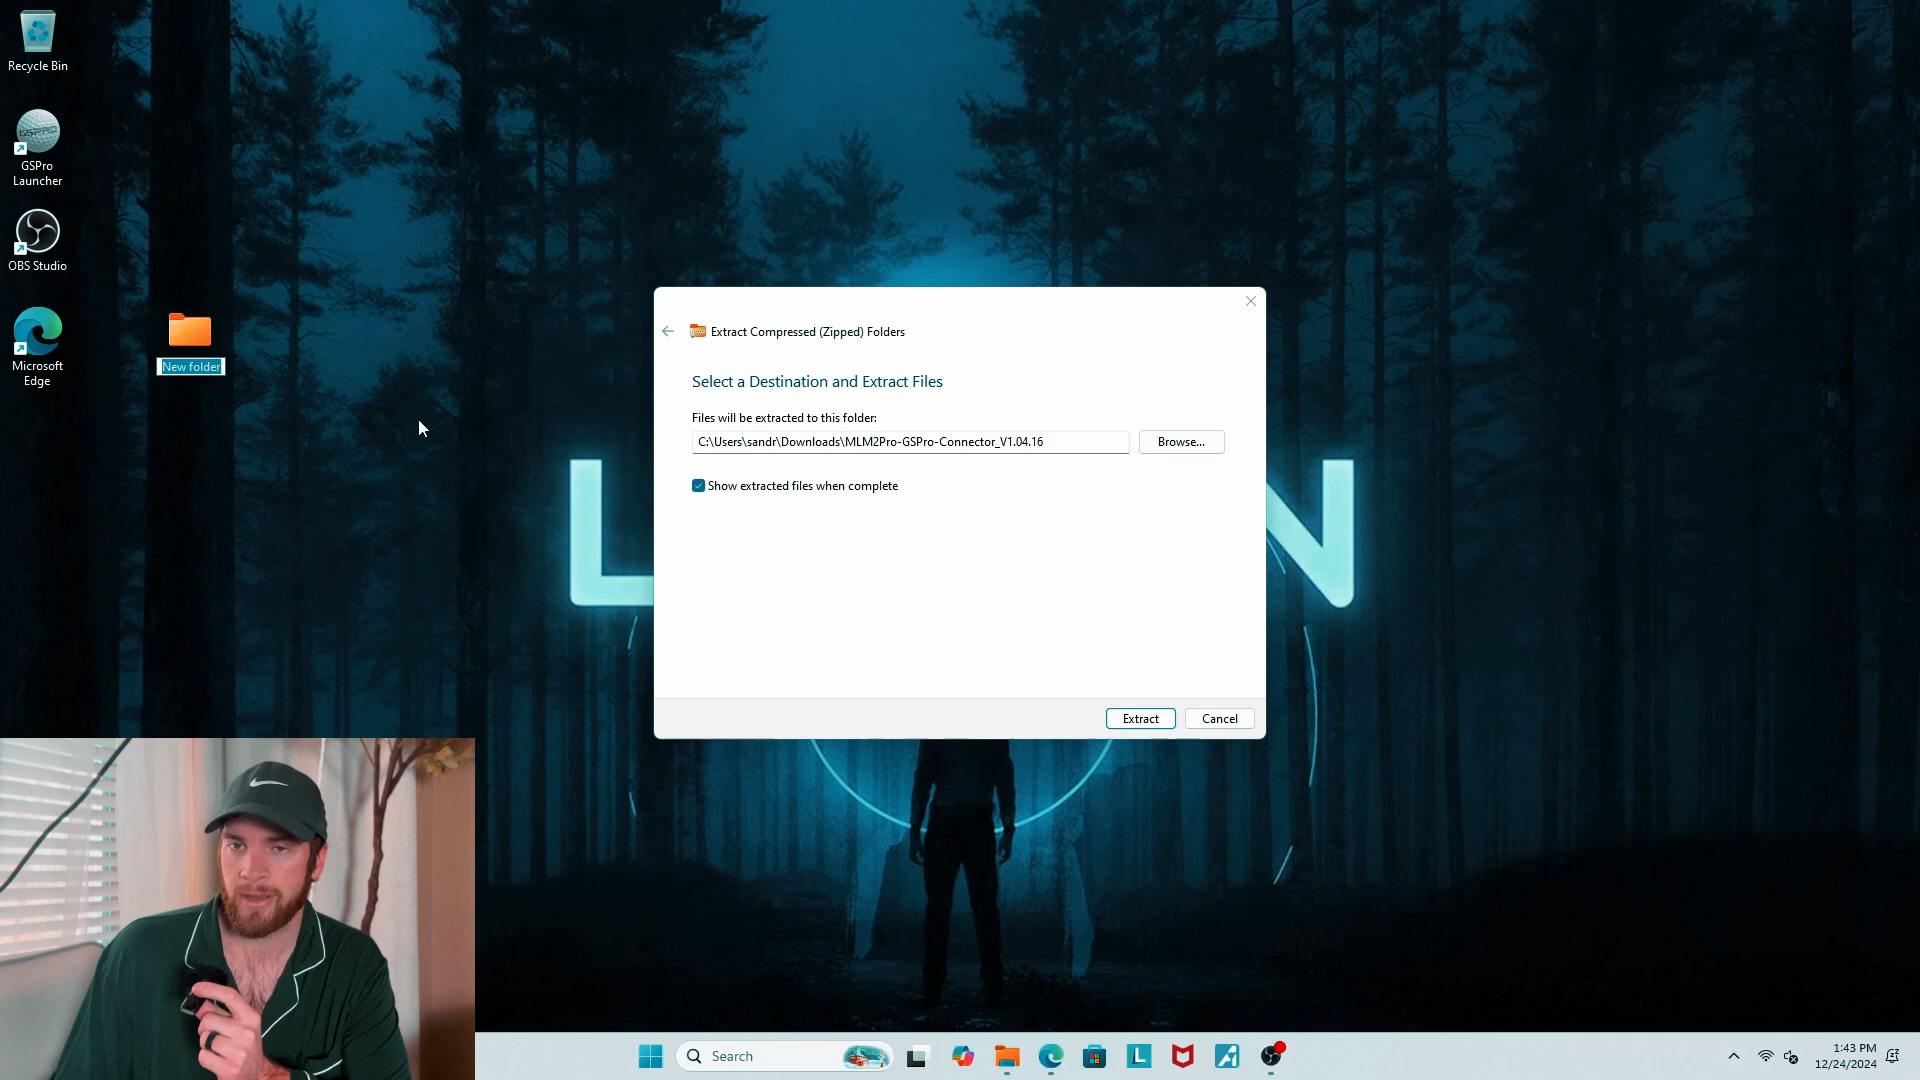 Recycle Bin
GSPRO
GSPro
Launcher
OBS Studio
Microsoft
Edge
New folder
Extract Compressed (Zipped) Folders
Select a Destination and Extract Files
Files will be extracted to this folder:
C:\Users\sandr\Downloads\MLM2Pro-GSPro-Connector_V1.04.16
Browse...
Show extracted files when complete
Extract
Cancel
L
N
Search
L
1:43 PM
12/24/2024